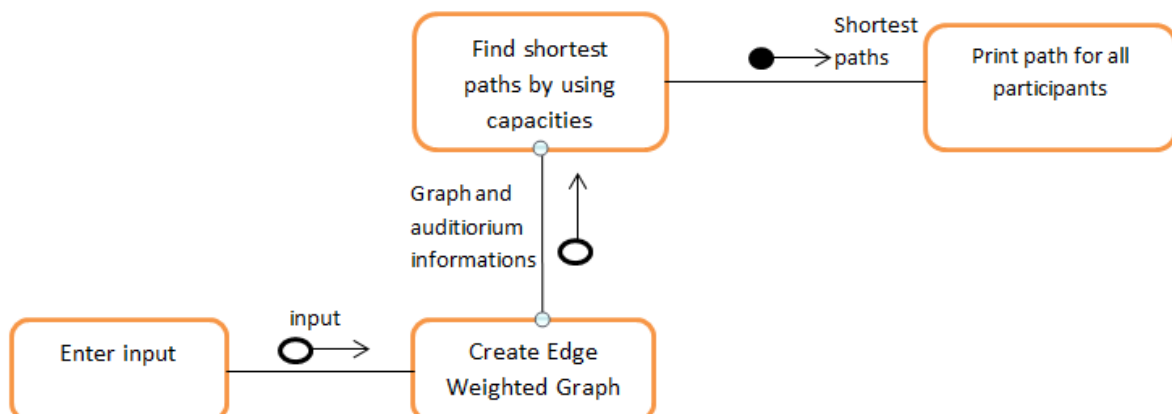 Find shortest
paths by using
capacities
Shortest
paths
Print path for all
participants
Graph and
auditiorium
informations
input
Enter input
Create Edge
Weighted Graph